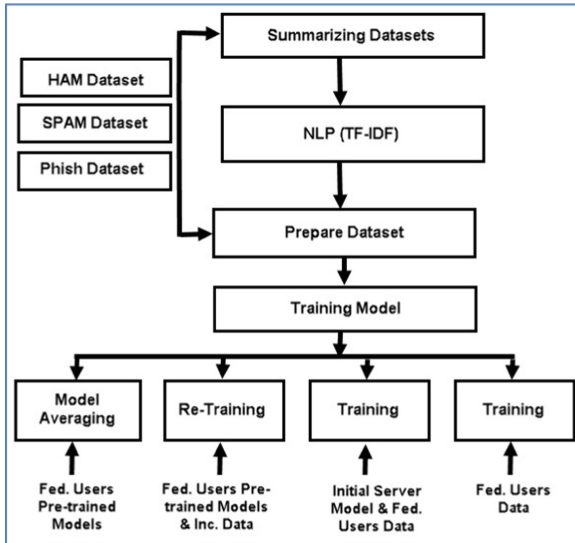 Summarizing Datasets
HAM Dataset
SPAM Dataset
NLP (TF-IDF)
Phish Dataset
Prepare Dataset
Training Model
Model
Averaging
Re-Training
Training
Training
Fed. Users
Pre-trained
Models
Fed. Users Pre-
trained Models
& Inc. Data
Initial Server
Model & Fed.
Users Data
Fed. Users
Data